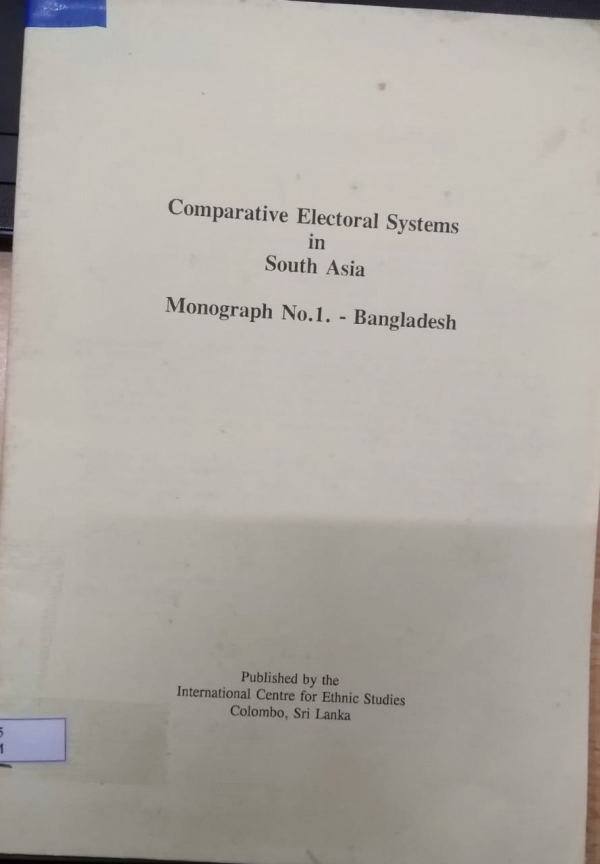 Comparative Electoral Systems
in
South Asia
Monograph No.1. - Bangladesh
Published by the
International Centre for Ethnic Studies
Colombo, Sri Lanka